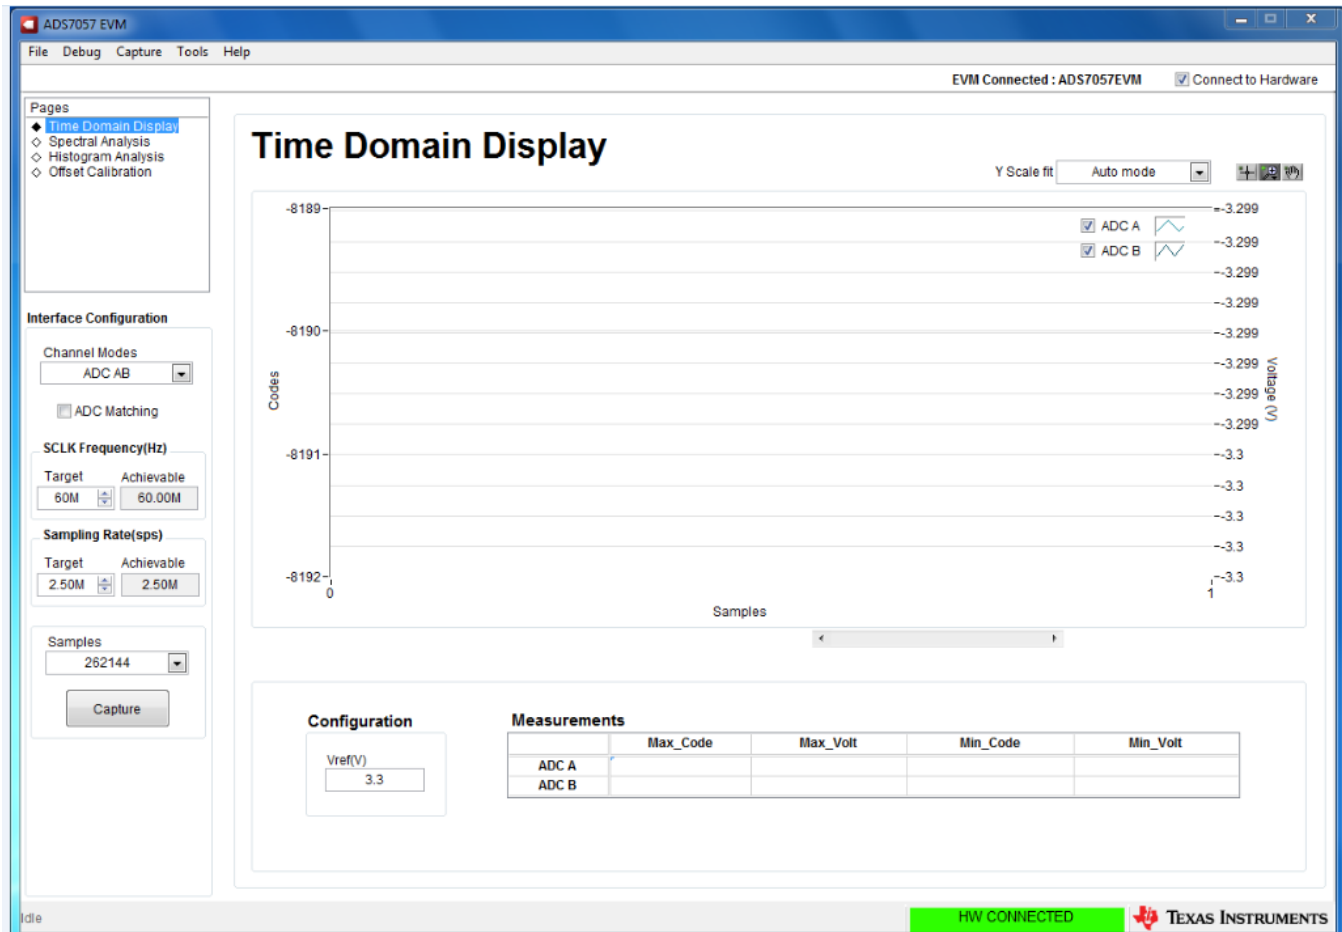 ADS7057 EVM
File Debug Capture Tools Help
EVM Connected : ADS7057EVM Connect to Hardware
Pages
Time Domain Display
Spectral Analysis
Histogram Analysis
Offset Calibration
Interface Configuration
Channel Modes
ADC AB
ADC Matching
SCLK Frequency(Hz)
Target Achievable
60M 60.00M
Sampling Rate(sps)
Target Achievable
2.50M 2.50M
Samples
262144
Capture
Time Domain Display
Y Scale fit Auto mode
Codes
-8189
-8190
-8191
-8192
ADC A
ADC B
-3.299
-3.299
-3.299
-3.299
-3.299
-3.299
-3.299
-3.299
-3.3
-3.3
-3.3
-3.3
-3.3
Voltage (V)
0 1
Samples
Configuration
Vref(V)
3.3
Measurements
Max_Code Max_Volt Min_Code Min_Volt
ADC A
ADC B
Idle
HW CONNECTED
TEXAS INSTRUMENTS